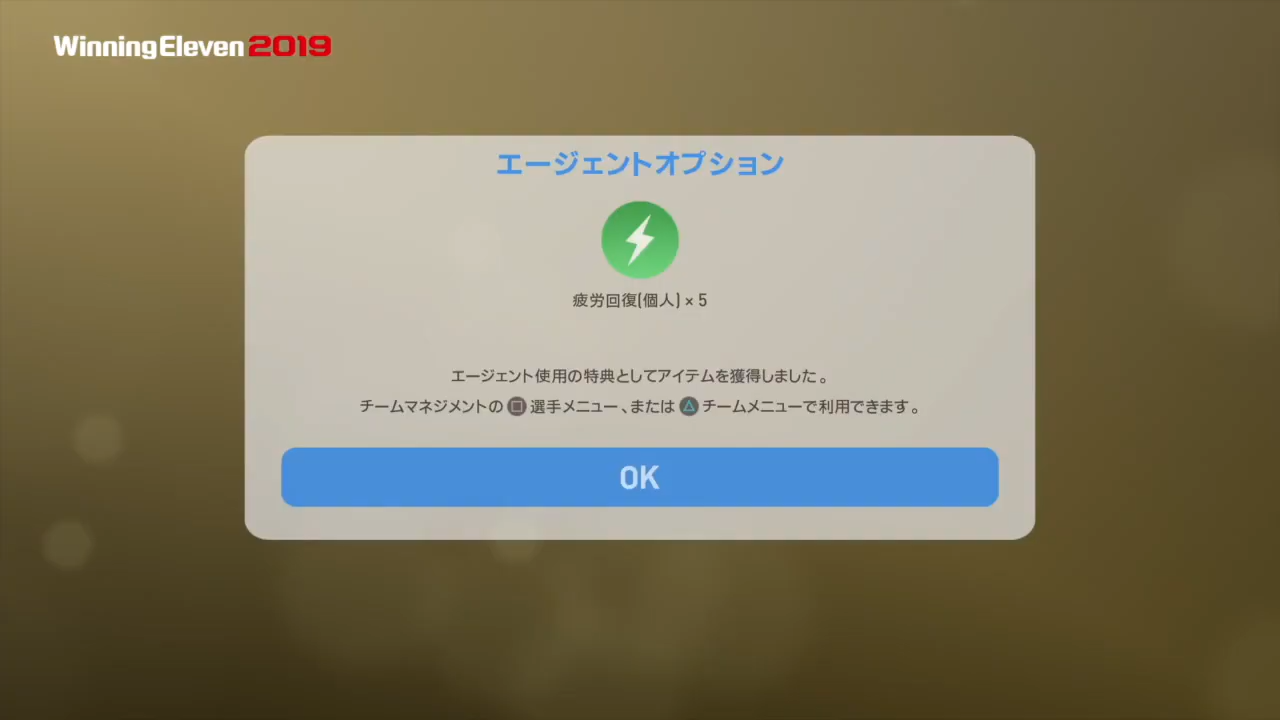 WinningEleven 2019
エージェントオプション
疲労回復(個人) × 5
エージェント使用の特典としてアイテムを獲得しました。
チームマネジメントの□選手メニュー、または△チームメニューで利用できます。
OK